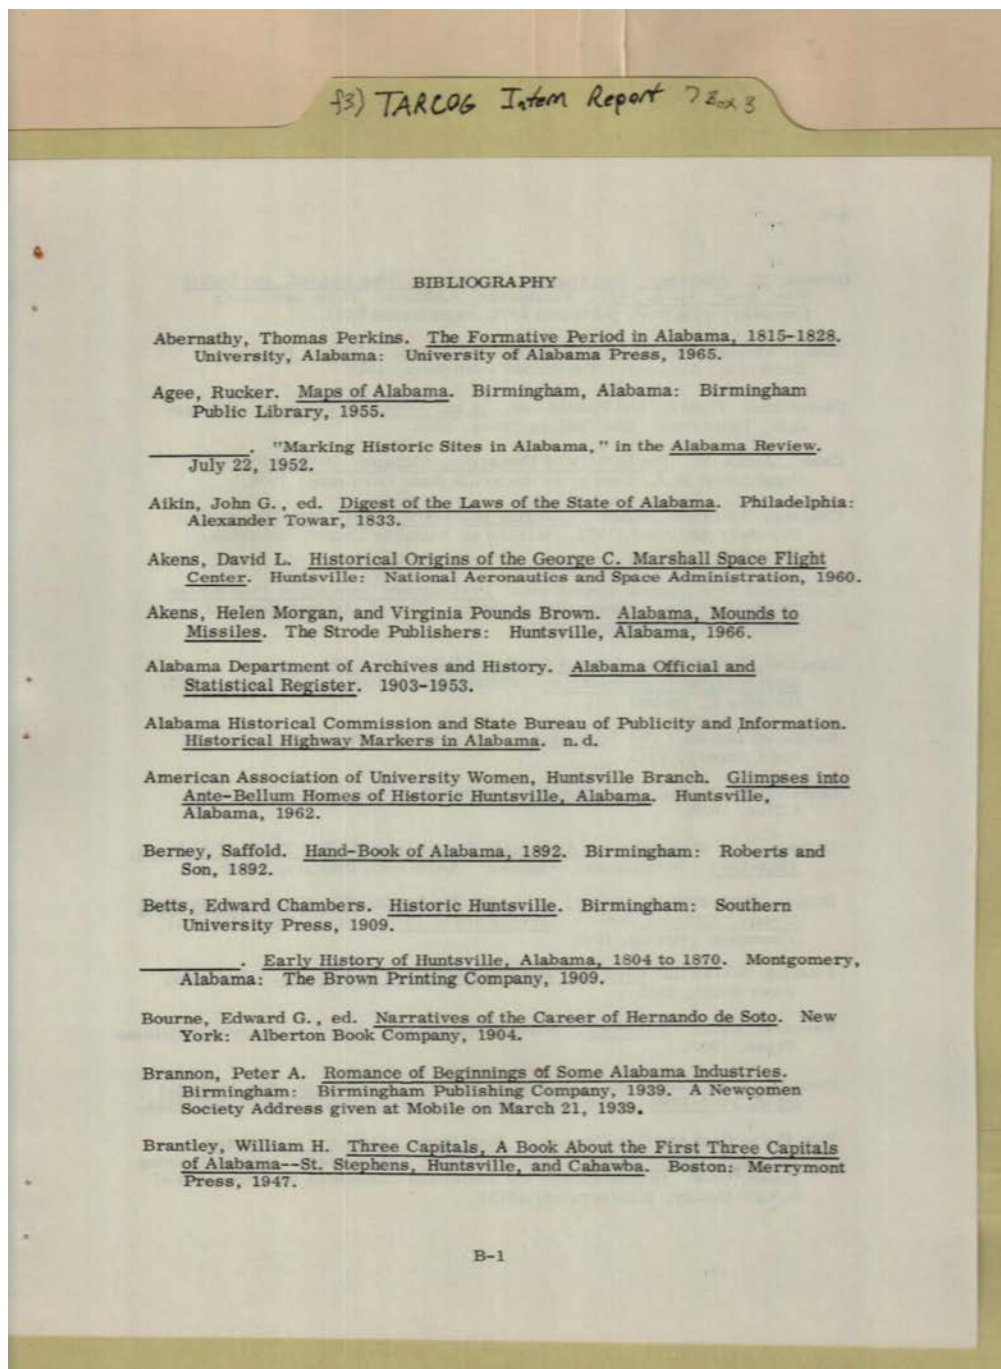 f3) TARCOG Intern Report ? Box 3
BIBLIOGRAPHY
Abernathy, Thomas Perkins. The Formative Period in Alabama, 1815-1828.
University, Alabama: University of Alabama Press, 1965.
Agee, Rucker. Maps of Alabama. Birmingham, Alabama: Birmingham
Public Library, 1955.
________. "Marking Historic Sites in Alabama," in the Alabama Review.
July 22, 1952.
Aikin, John G., ed. Digest of the Laws of the State of Alabama. Philadelphia:
Alexander Towar, 1833.
Akens, David L. Historical Origins of the George C. Marshall Space Flight
Center. Huntsville: National Aeronautics and Space Administration, 1960.
Akens, Helen Morgan, and Virginia Pounds Brown. Alabama, Mounds to
Missiles. The Strode Publishers: Huntsville, Alabama, 1966.
Alabama Department of Archives and History. Alabama Official and
Statistical Register. 1903-1953.
Alabama Historical Commission and State Bureau of Publicity and Information.
Historical Highway Markers in Alabama. n.d.
American Association of University Women, Huntsville Branch. Glimpses into
Ante-Bellum Homes of Historic Huntsville, Alabama. Huntsville,
Alabama, 1962.
Berney, Saffold. Hand-Book of Alabama, 1892. Birmingham: Roberts and
Son, 1892.
Betts, Edward Chambers. Historic Huntsville. Birmingham: Southern
University Press, 1909.
________. Early History of Huntsville, Alabama, 1804 to 1870. Montgomery,
Alabama: The Brown Printing Company, 1909.
Bourne, Edward G., ed. Narratives of the Career of Hernando de Soto. New
York: Alberton Book Company, 1904.
Brannon, Peter A. Romance of Beginnings of Some Alabama Industries.
Birmingham: Birmingham Publishing Company, 1939. A Newcomen
Society Address given at Mobile on March 21, 1939.
Brantley, William H. Three Capitals, A Book About the First Three Capitals
of Alabama--St. Stephens, Huntsville, and Cahawba. Boston: Merrymont
Press, 1947.
B-1